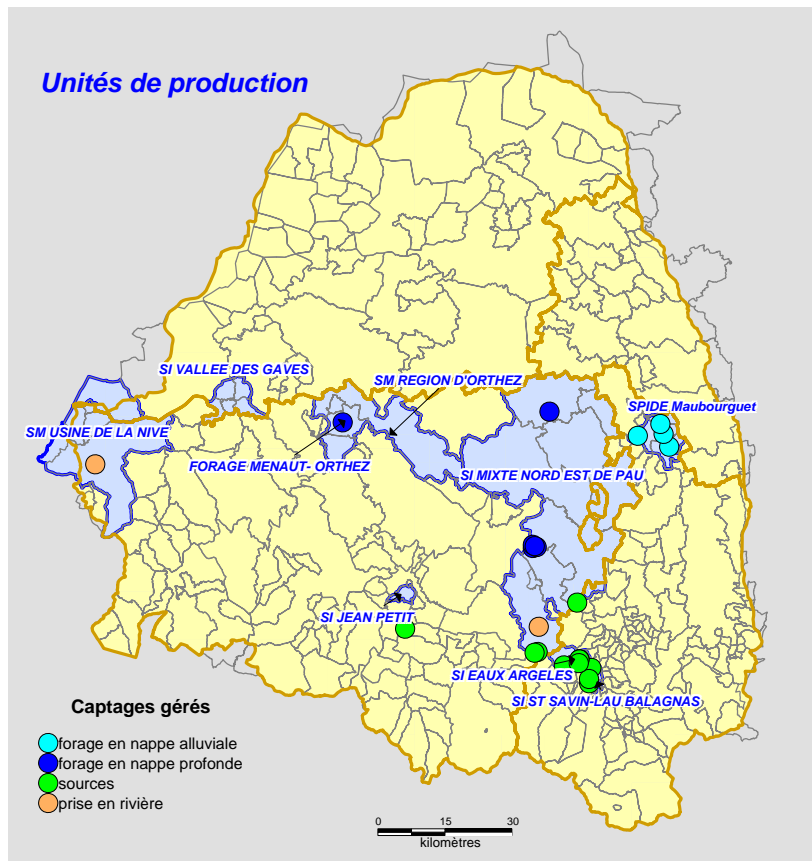 Unités de production
SI VALLEE DES GAVES
SM REGION D'ORTHEZ
SPIDE Maubourguet
SM USINE DE LA NIVE
FORAGE MENAUT- ORTHEZ
SI MIXTE NORD EST DE PAU
SI JEAN PETIT
SI EAUX ARGELES
SI ST SAVIN-LAU BALAGNAS
Captages gérés
forage en nappe alluviale
forage en nappe profonde
sources
prise en rivière
0 15 30
kilomètres